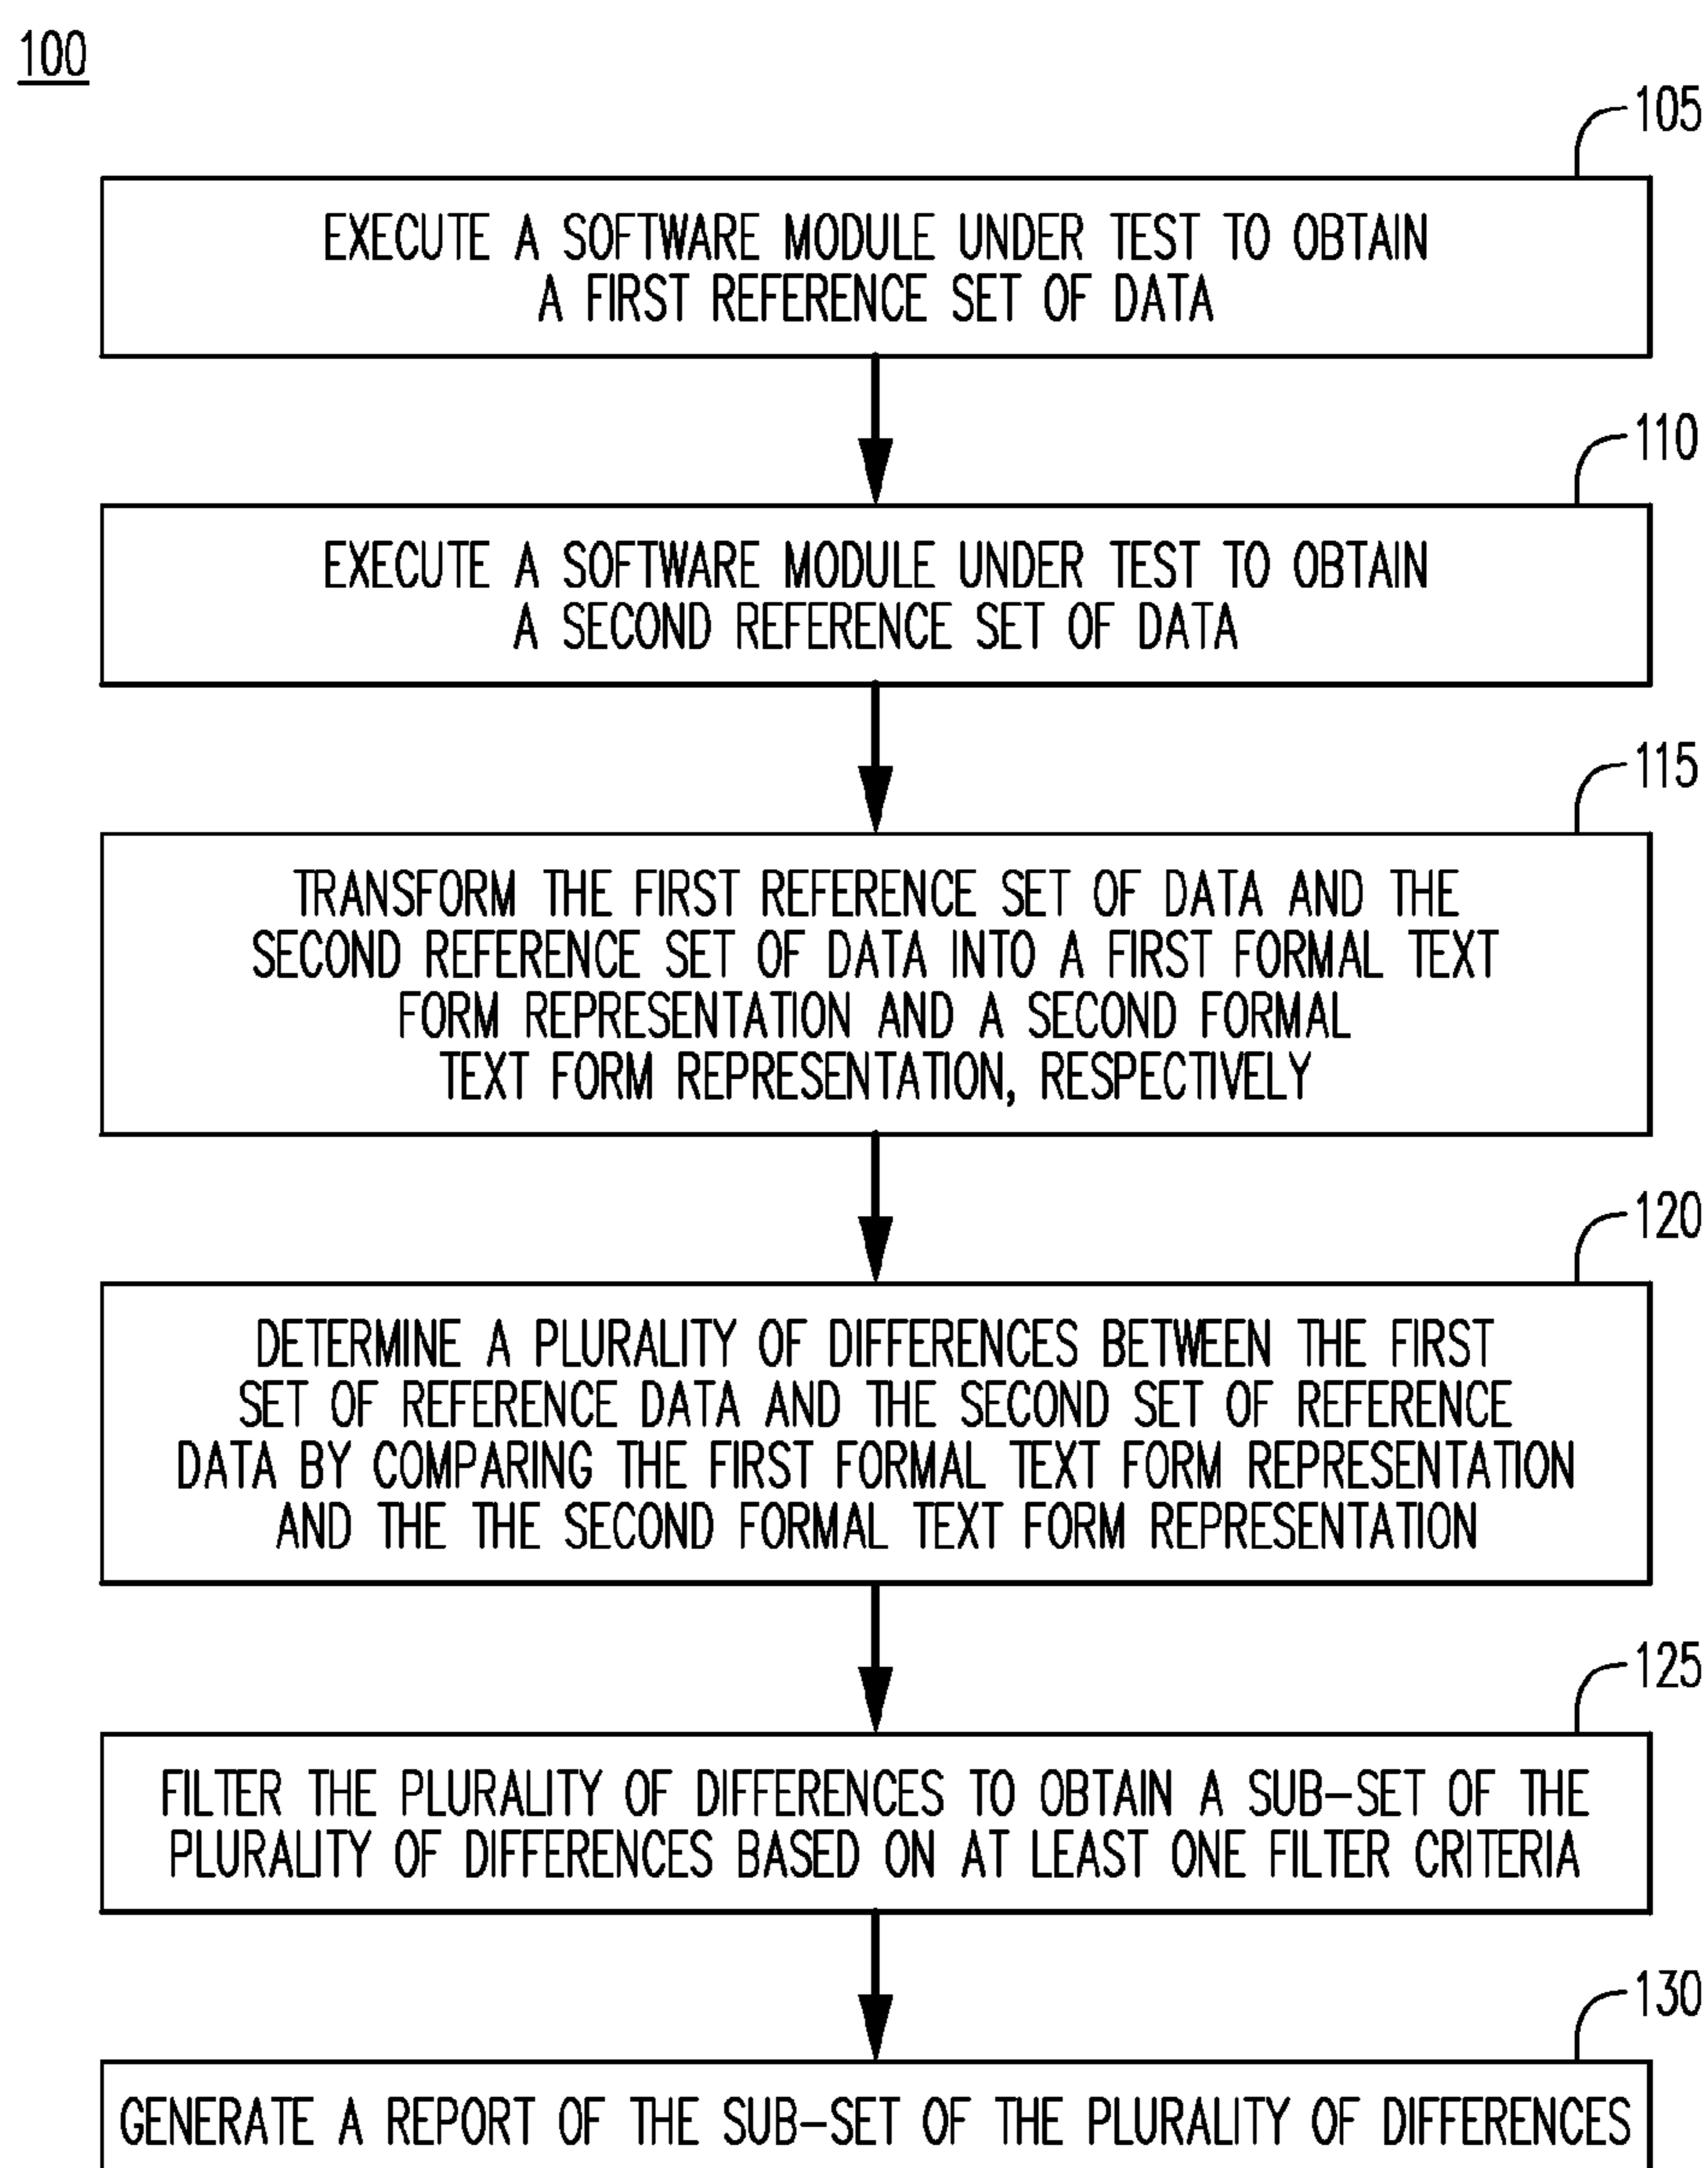 100
105
EXECUTE A SOFTWARE MODULE UNDER TEST TO OBTAIN
A FIRST REFERENCE SET OF DATA
110
EXECUTE A SOFTWARE MODULE UNDER TEST TO OBTAIN
A SECOND REFERENCE SET OF DATA
115
TRANSFORM THE FIRST REFERENCE SET OF DATA AND THE
SECOND REFERENCE SET OF DATA INTO A FIRST FORMAL TEXT
FORM REPRESENTATION AND A SECOND FORMAL
TEXT FORM REPRESENTATION, RESPECTIVELY
120
DETERMINE A PLURALITY OF DIFFERENCES BETWEEN THE FIRST
SET OF REFERENCE DATA AND THE SECOND SET OF REFERENCE
DATA BY COMPARING THE FIRST FORMAL TEXT FORM REPRESENTATION
AND THE THE SECOND FORMAL TEXT FORM REPRESENTATION
125
FILTER THE PLURALITY OF DIFFERENCES TO OBTAIN A SUB-SET OF THE
PLURALITY OF DIFFERENCES BASED ON AT LEAST ONE FILTER CRITERIA
130
GENERATE A REPORT OF THE SUB-SET OF THE PLURALITY OF DIFFERENCES